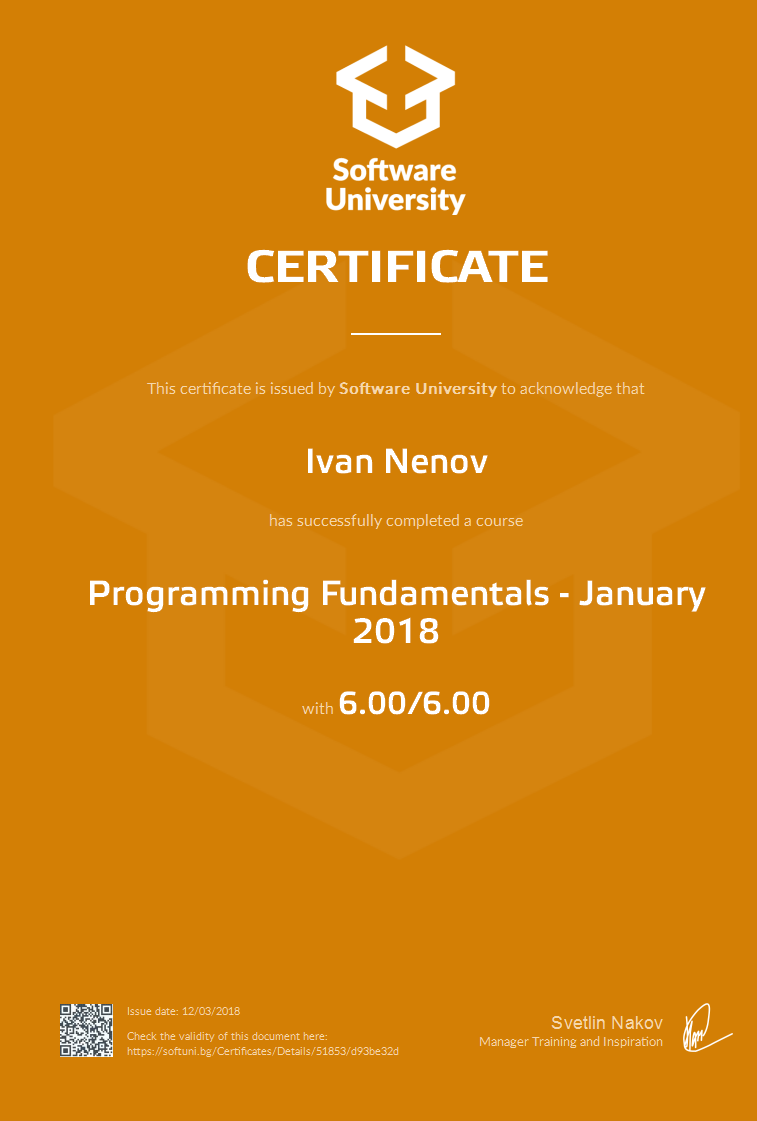 Software
University
CERTIFICATE
This certificate is issued by Software University to acknowledge that
Ivan Nenov
has successfully completed a course
Programming Fundamentals - January
2018
with 6.00/6.00
Issue date: 12/03/2018
Check the validity of this document here:
https://softuni.bg/Certificates/Details/51853/d93be32d
Svetlin Nakov
Manager Training and Inspiration